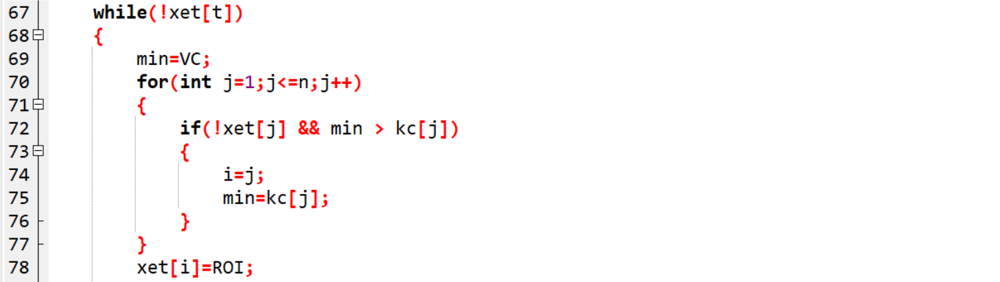 67 while(!xet[t])
68 {
69 min=VC;
70 for(int j=1;j<=n;j++)
71 {
72 if(!xet[j] && min > kc[j])
73 {
74 i=j;
75 min=kc[j];
76 }
77 }
78 xet[i]=ROI;